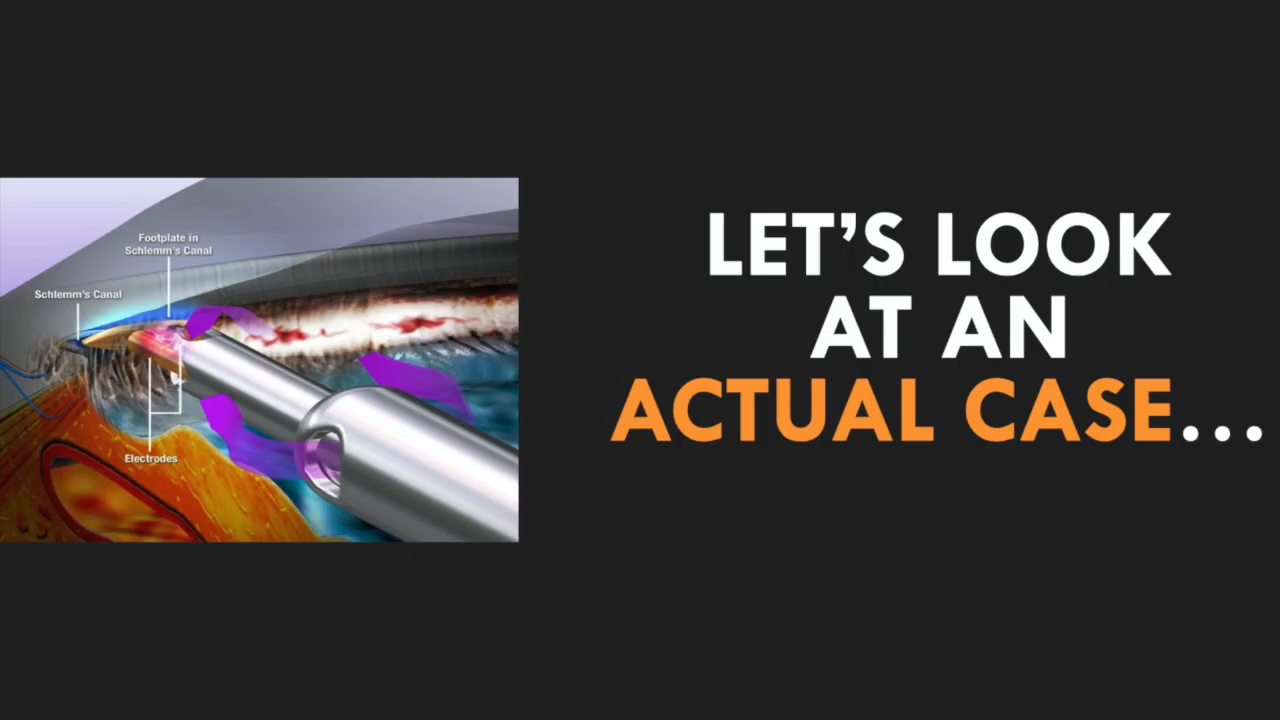 Footplate in
Schlemm's Canal
Schlemm's Canal
Electrodes
LET'S LOOK
AT AN
ACTUAL CASE...